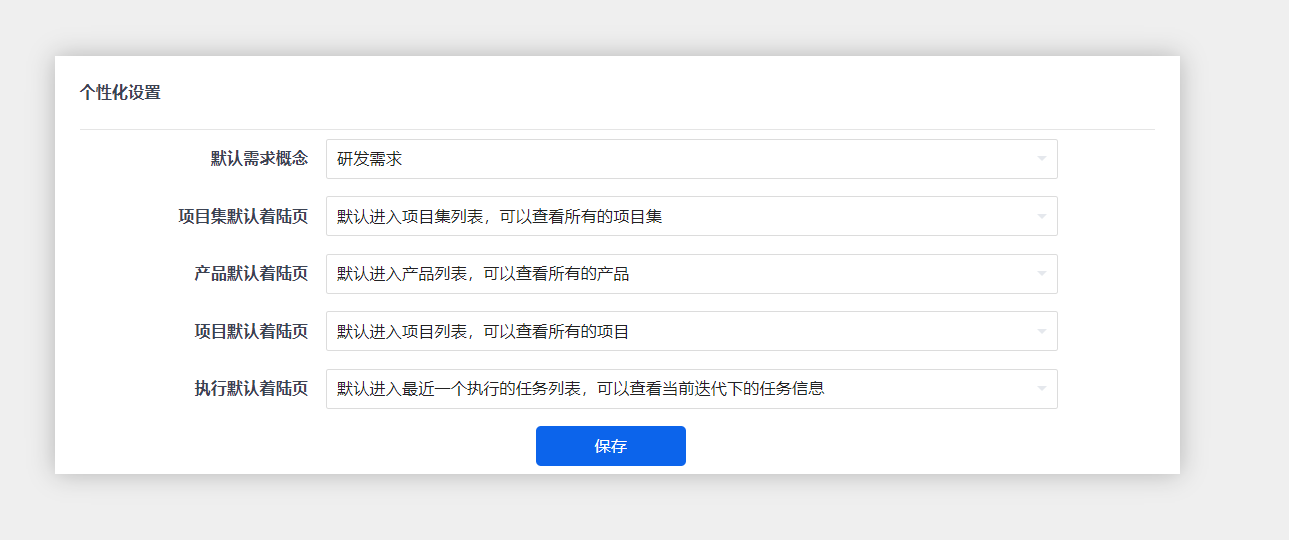 个性化设置
默认需求概念 研发需求
项目集默认着陆页 默认进入项目集列表，可以查看所有的项目集
产品默认着陆页 默认进入产品列表，可以查看所有的产品
项目默认着陆页 默认进入项目列表，可以查看所有的项目
执行默认着陆页 默认进入最近一个执行的任务列表，可以查看当前迭代下的任务信息
保存